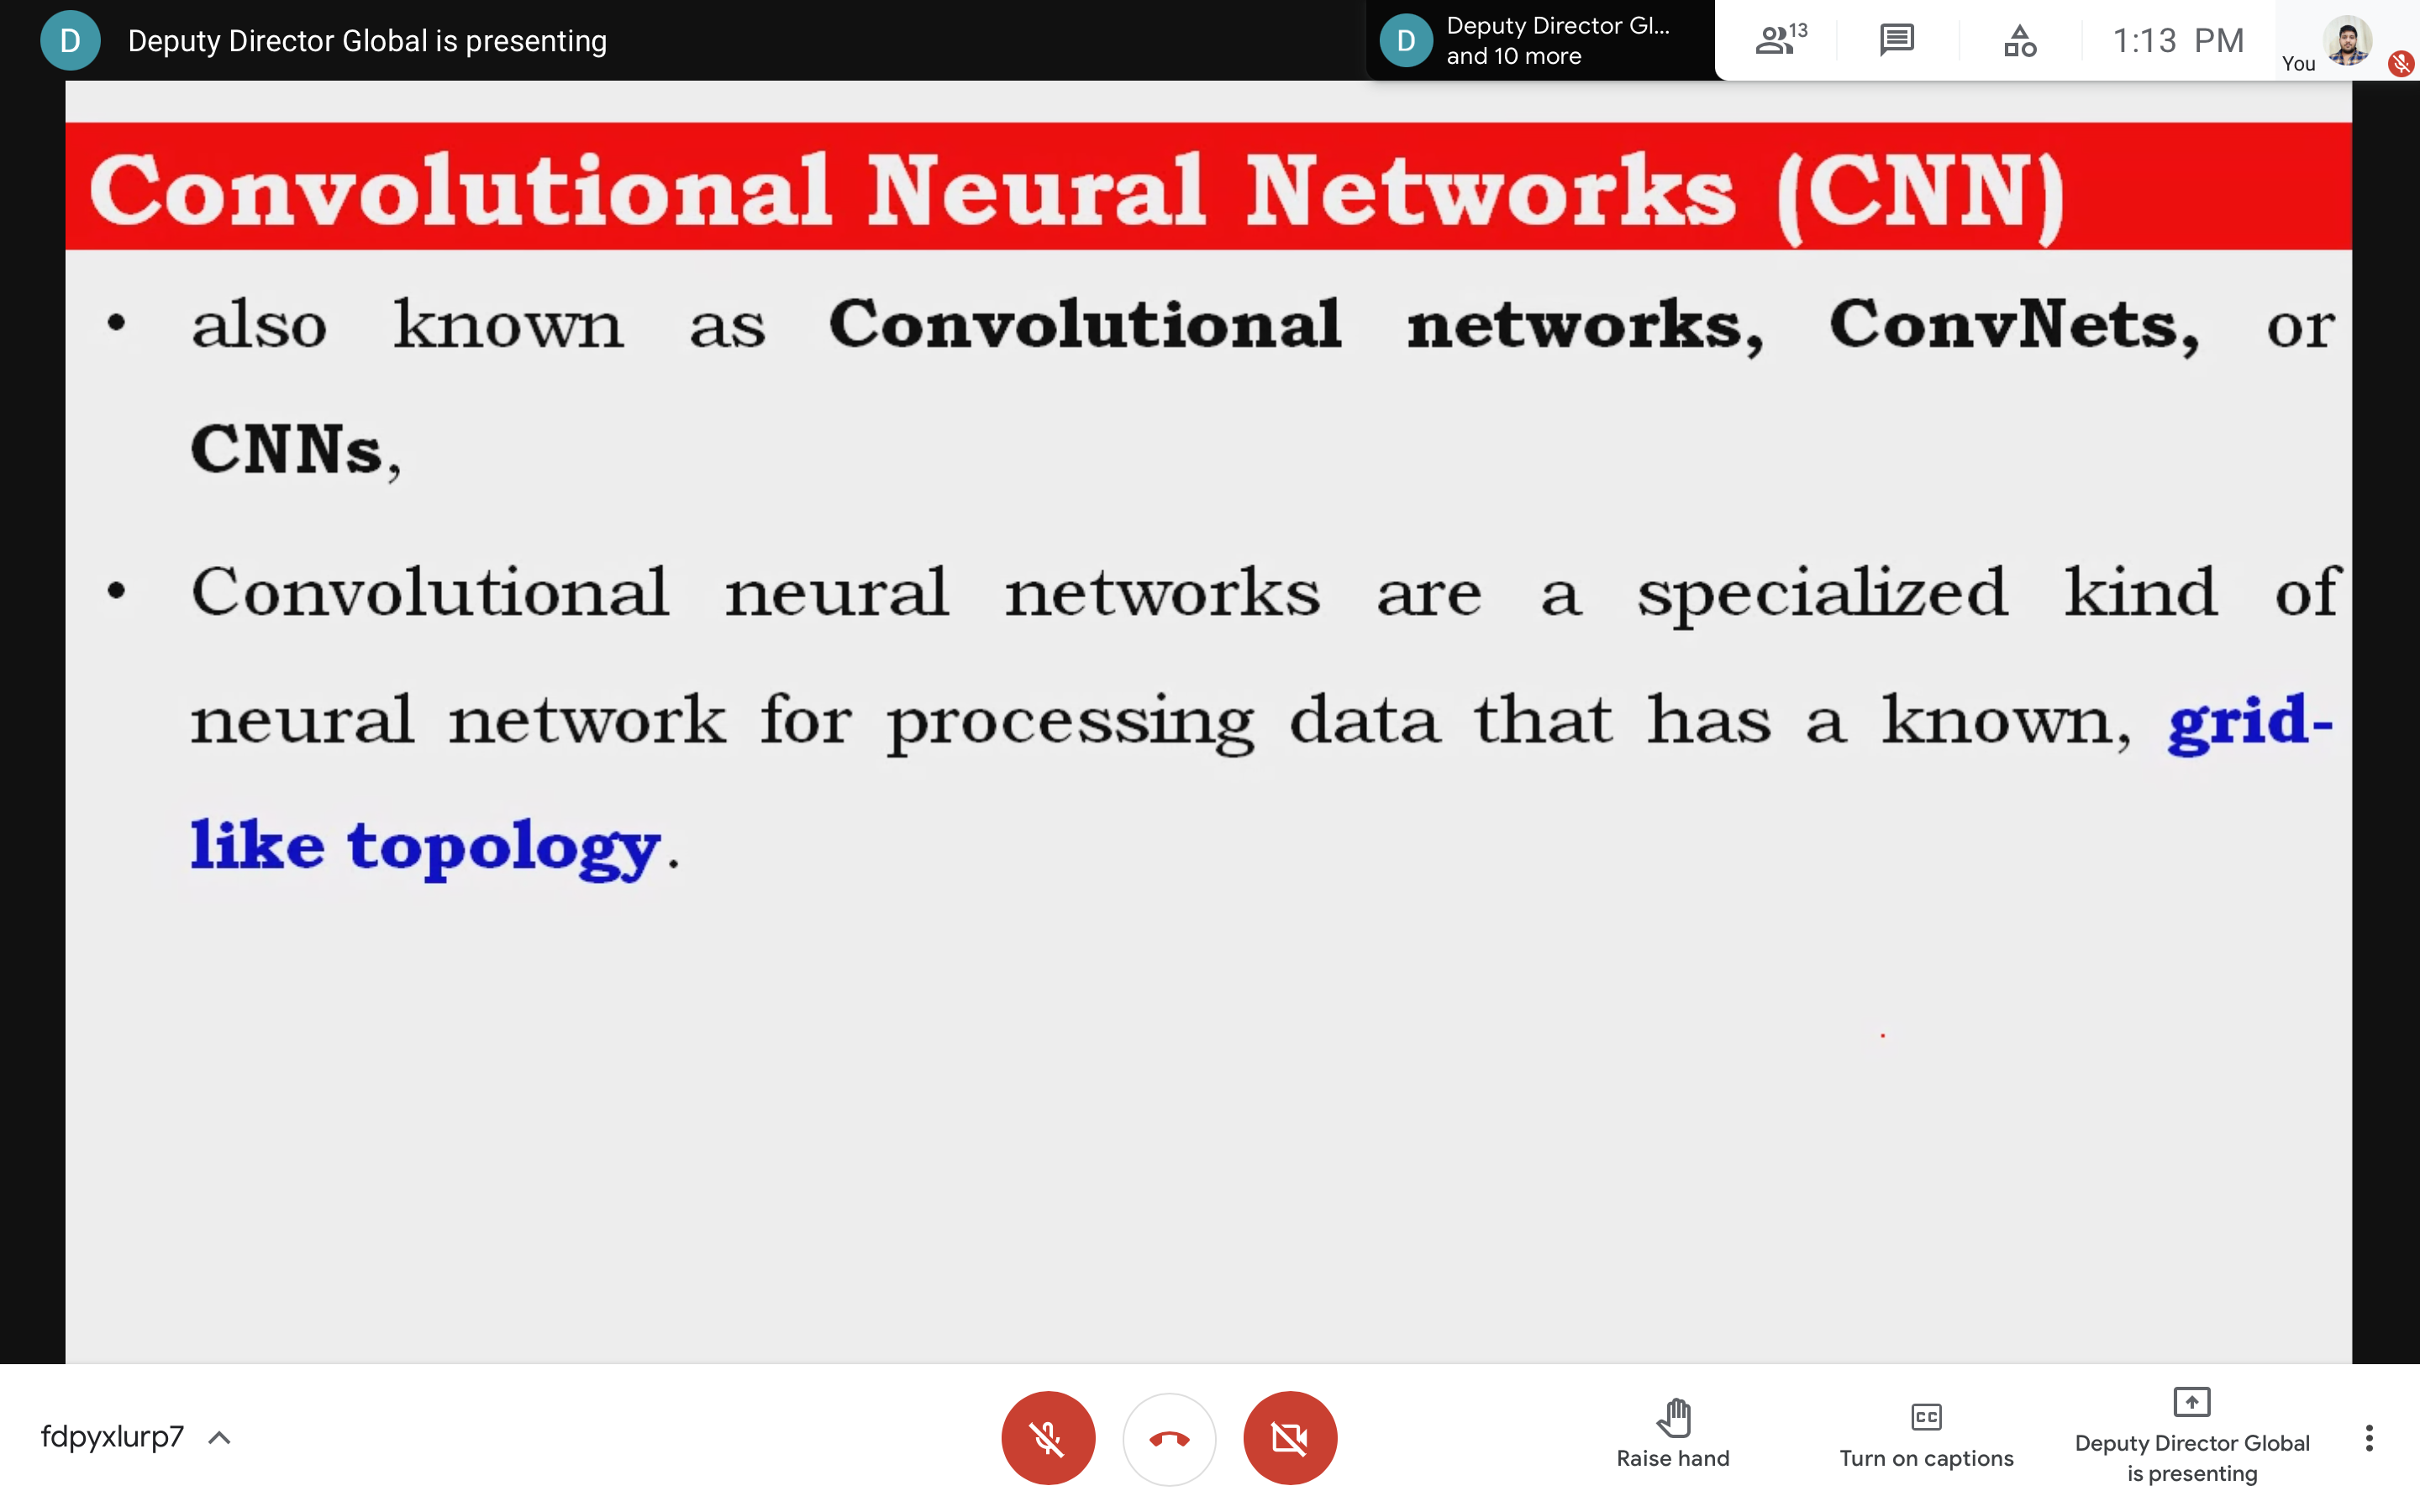 D Deputy Director Global is presenting
D Deputy Director Gl...
and 10 more
13
1:13 PM
You
Convolutional Neural Networks (CNN)
• also known as Convolutional networks, ConvNets, or
CNNs,
• Convolutional neural networks are a specialized kind of
neural network for processing data that has a known, grid-
like topology.
fdpyxlurp7
Raise hand
CC
Turn on captions
Deputy Director Global
is presenting